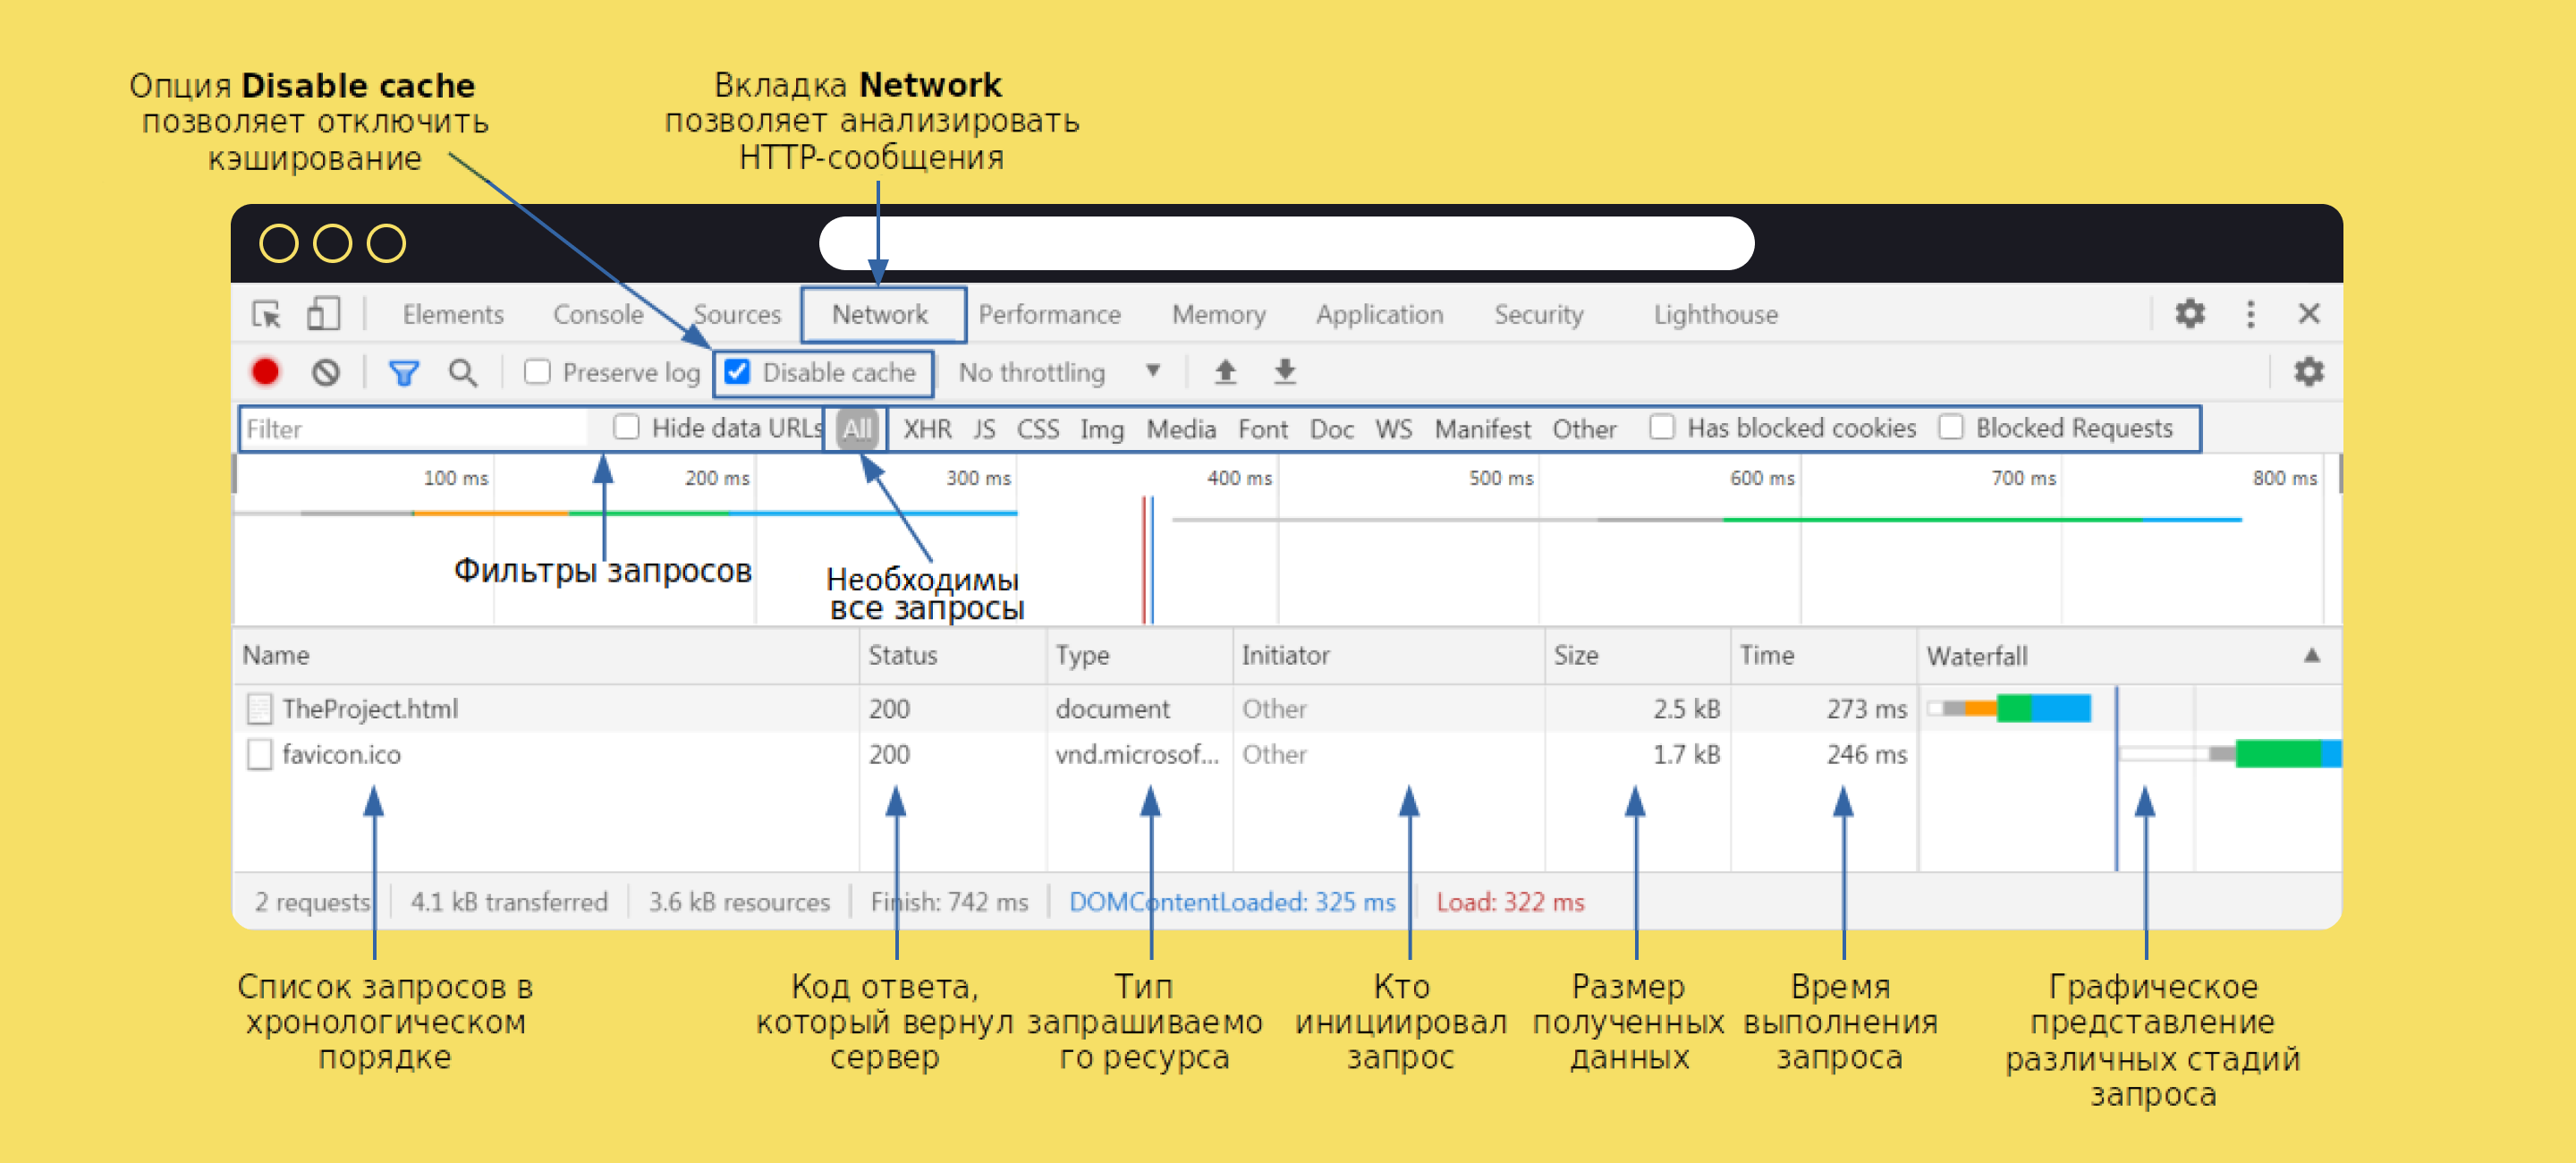 Опция Disable cache
позволяет отключить
кэширование
Вкладка Network
позволяет анализировать
HTTP-сообщения
Elements Console Sources Network Performance Memory Application Security Lighthouse
Preserve log Disable cache No throttling
Filter Hide data URLs All XHR JS CSS Img Media Font Doc WS Manifest Other Has blocked cookies Blocked Requests
100 ms 200 ms 300 ms 400 ms 500 ms 600 ms 700 ms 800 ms
Фильтры запросов
Необходимы
все запросы
Name Status Type Initiator Size Time Waterfall
TheProject.html 200 document Other 2.5 kB 273 ms
favicon.ico 200 vnd.microsof... Other 1.7 kB 246 ms
2 requests 4.1 kB transferred 3.6 kB resources Finish: 742 ms DOMContentLoaded: 325 ms Load: 322 ms
Список запросов в
хронологическом
порядке
Код ответа,
который вернул
сервер
Тип
запрашиваемо
го ресурса
Кто
инициировал
запрос
Размер
полученных
данных
Время
выполнения
запроса
Графическое
представление
различных стадий
запроса